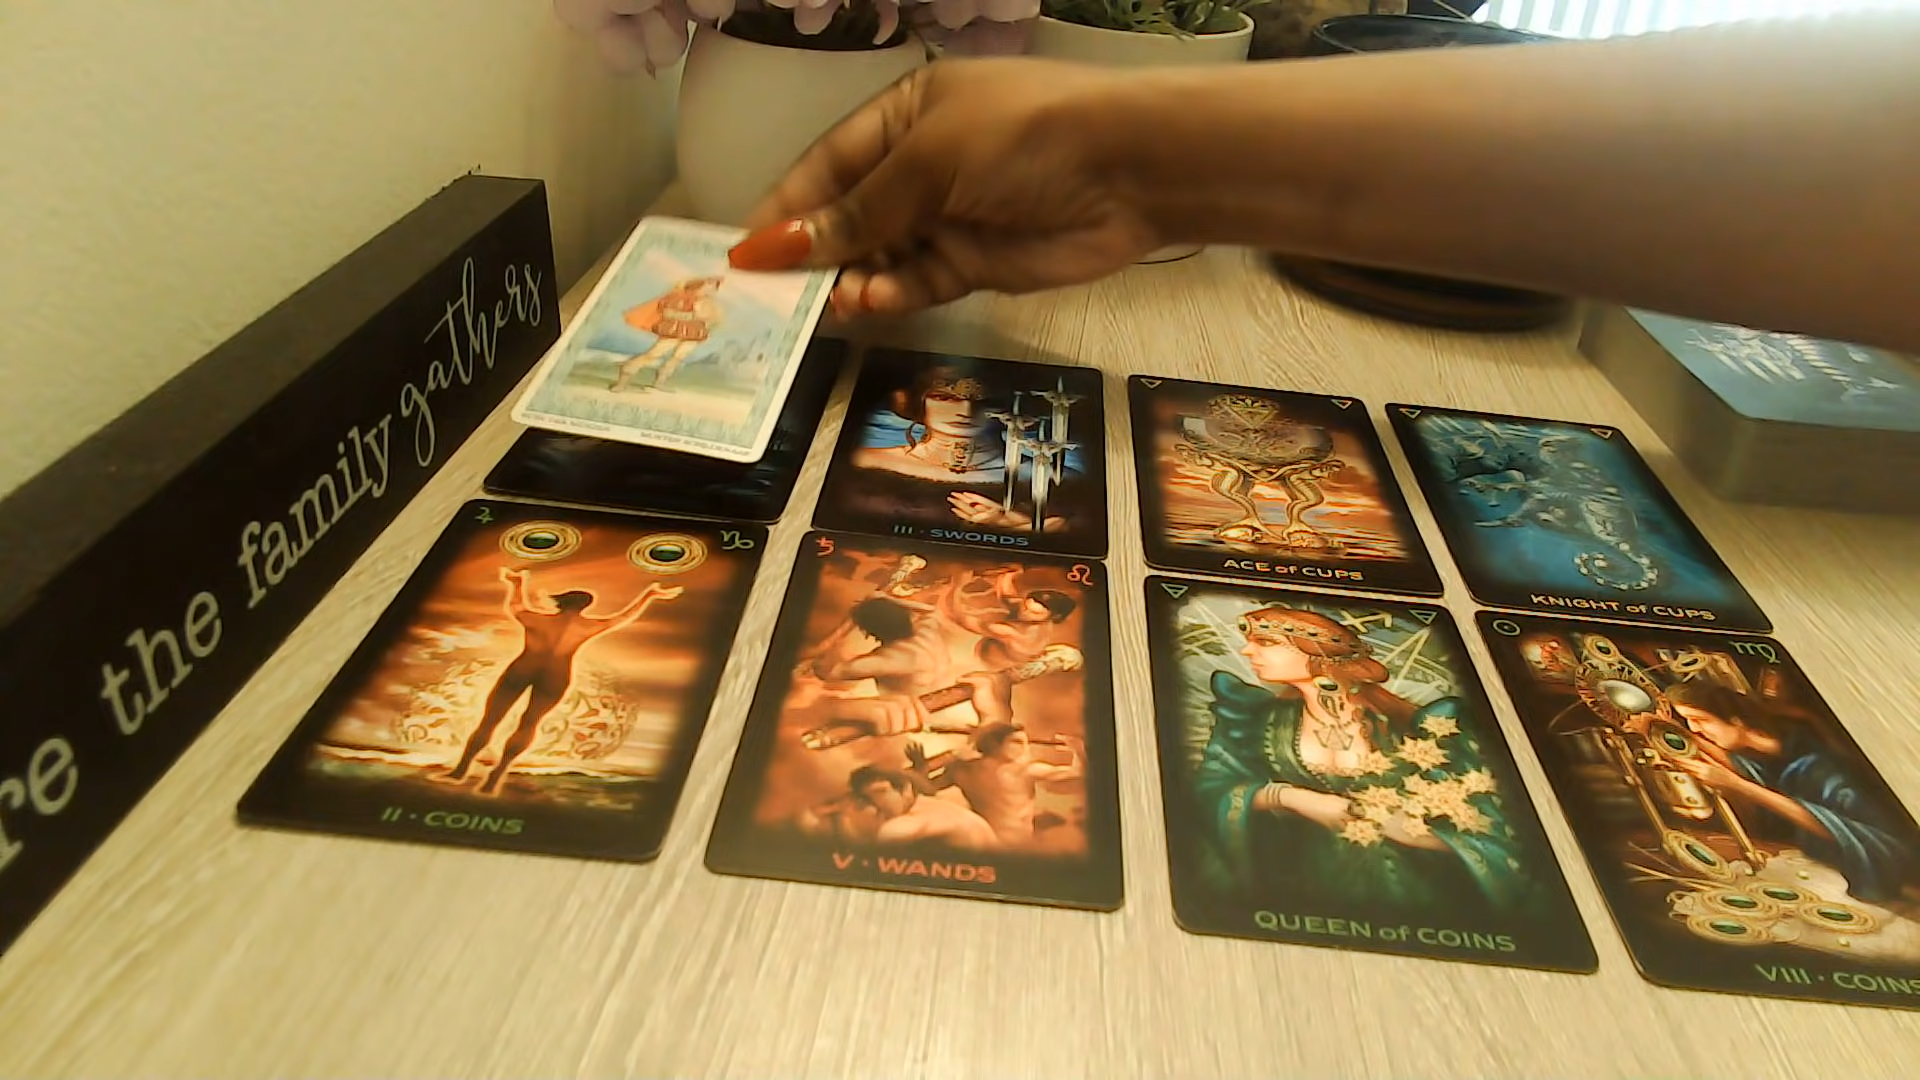 re the family gathers
III · SWORDS
ACE of CUPS
KNIGHT of CUPS
II · COINS
V · WANDS
QUEEN of COINS
VIII · COINS